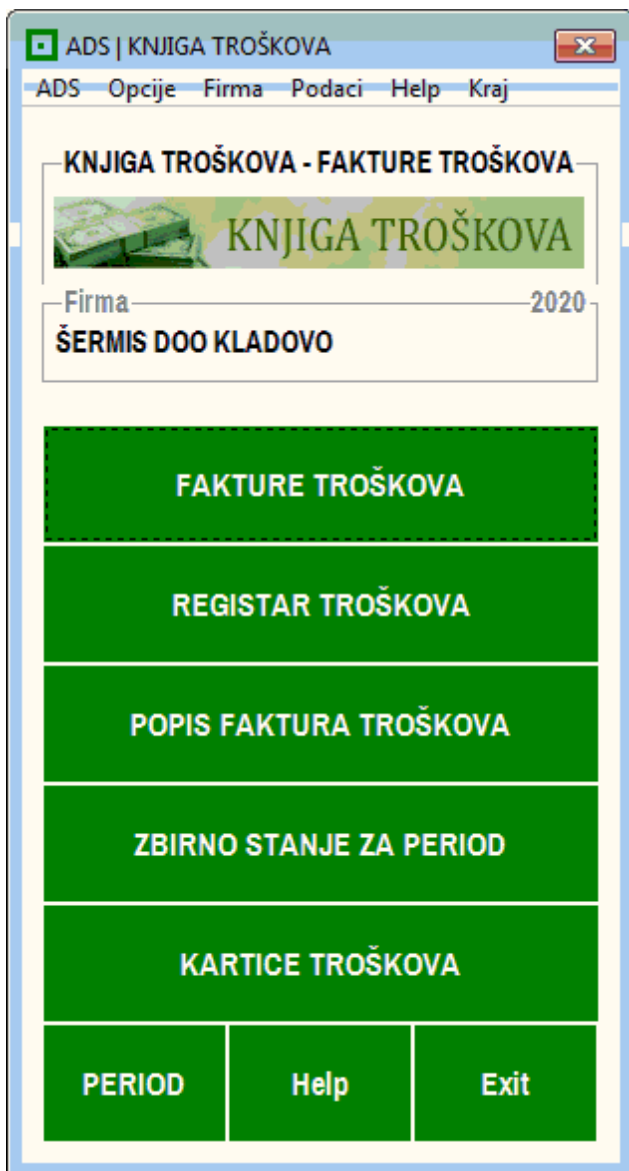 ADS | KNJIGA TROŠKOVA
ADS Opcije Firma Podaci Help Kraj
KNJIGA TROŠKOVA - FAKTURE TROŠKOVA
KNJIGA TROŠKOVA
Firma 2020
ŠERMIS DOO KLADOVO
FAKTURE TROŠKOVA
REGISTAR TROŠKOVA
POPIS FAKTURA TROŠKOVA
ZBIRNO STANJE ZA PERIOD
KARTICE TROŠKOVA
PERIOD Help Exit